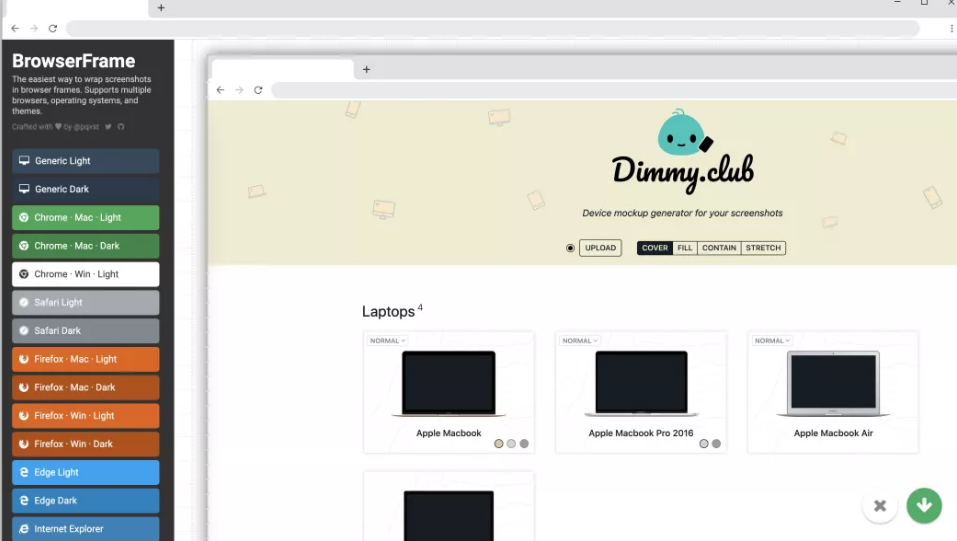 BrowserFrame
The easiest way to wrap screenshots
in browser frames. Supports multiple
browsers, operating systems, and
themes.
Crafted with ♥ by @pqvst
Generic Light
Generic Dark
Chrome · Mac · Light
Chrome · Mac · Dark
Chrome · Win · Light
Safari Light
Safari Dark
Firefox · Mac · Light
Firefox · Mac · Dark
Firefox · Win · Light
Firefox · Win · Dark
Edge Light
Edge Dark
Internet Explorer
Dimmy.club
Device mockup generator for your screenshots
UPLOAD COVER FILL CONTAIN STRETCH
Laptops 4
NORMAL NORMAL NORMAL
Apple Macbook Apple Macbook Pro 2016 Apple Macbook Air